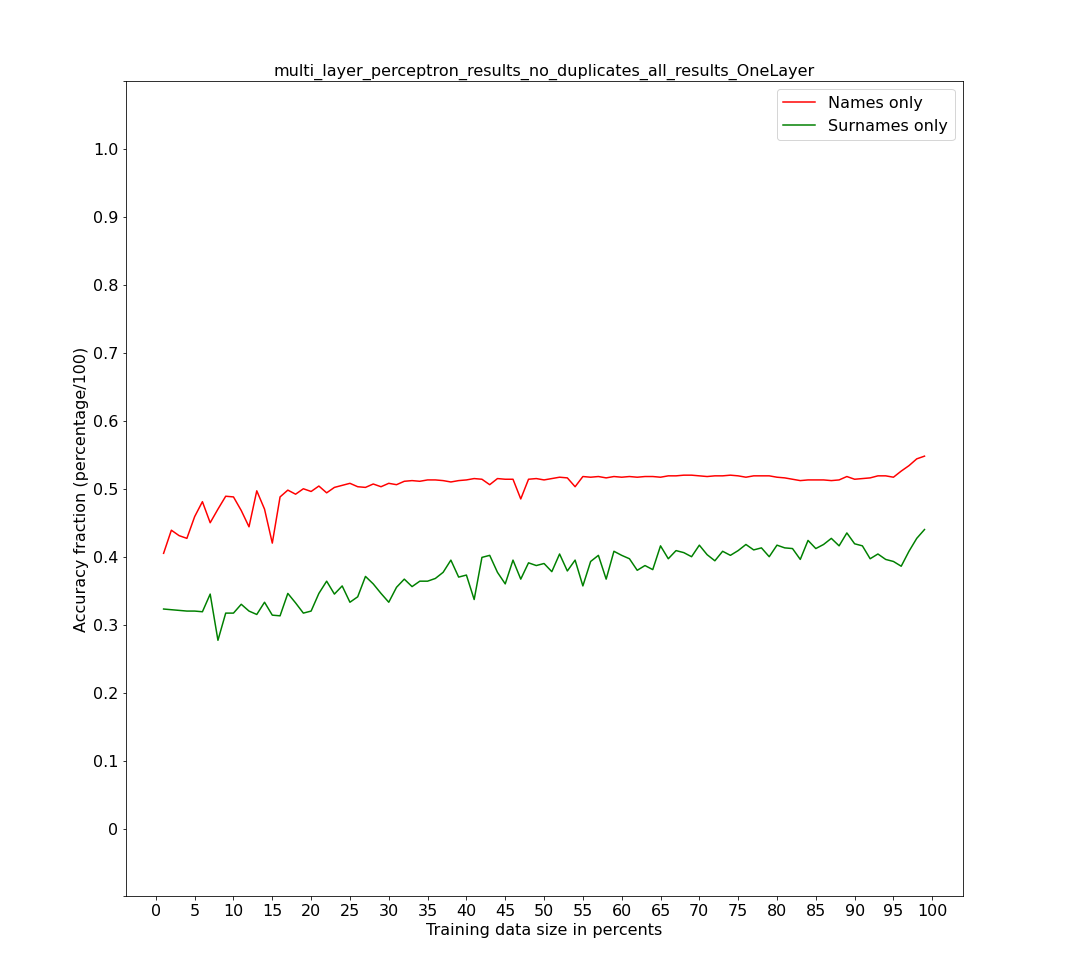 multi_layer_perceptron_results_no_duplicates_all_results_OneLayer
Names only
Surnames only
Accuracy fraction (percentage/100)
1.0
0.9
0.8
0.7
0.6
0.5
0.4
0.3
0.2
0.1
0
0 5 10 15 20 25 30 35 40 45 50 55 60 65 70 75 80 85 90 95 100
Training data size in percents